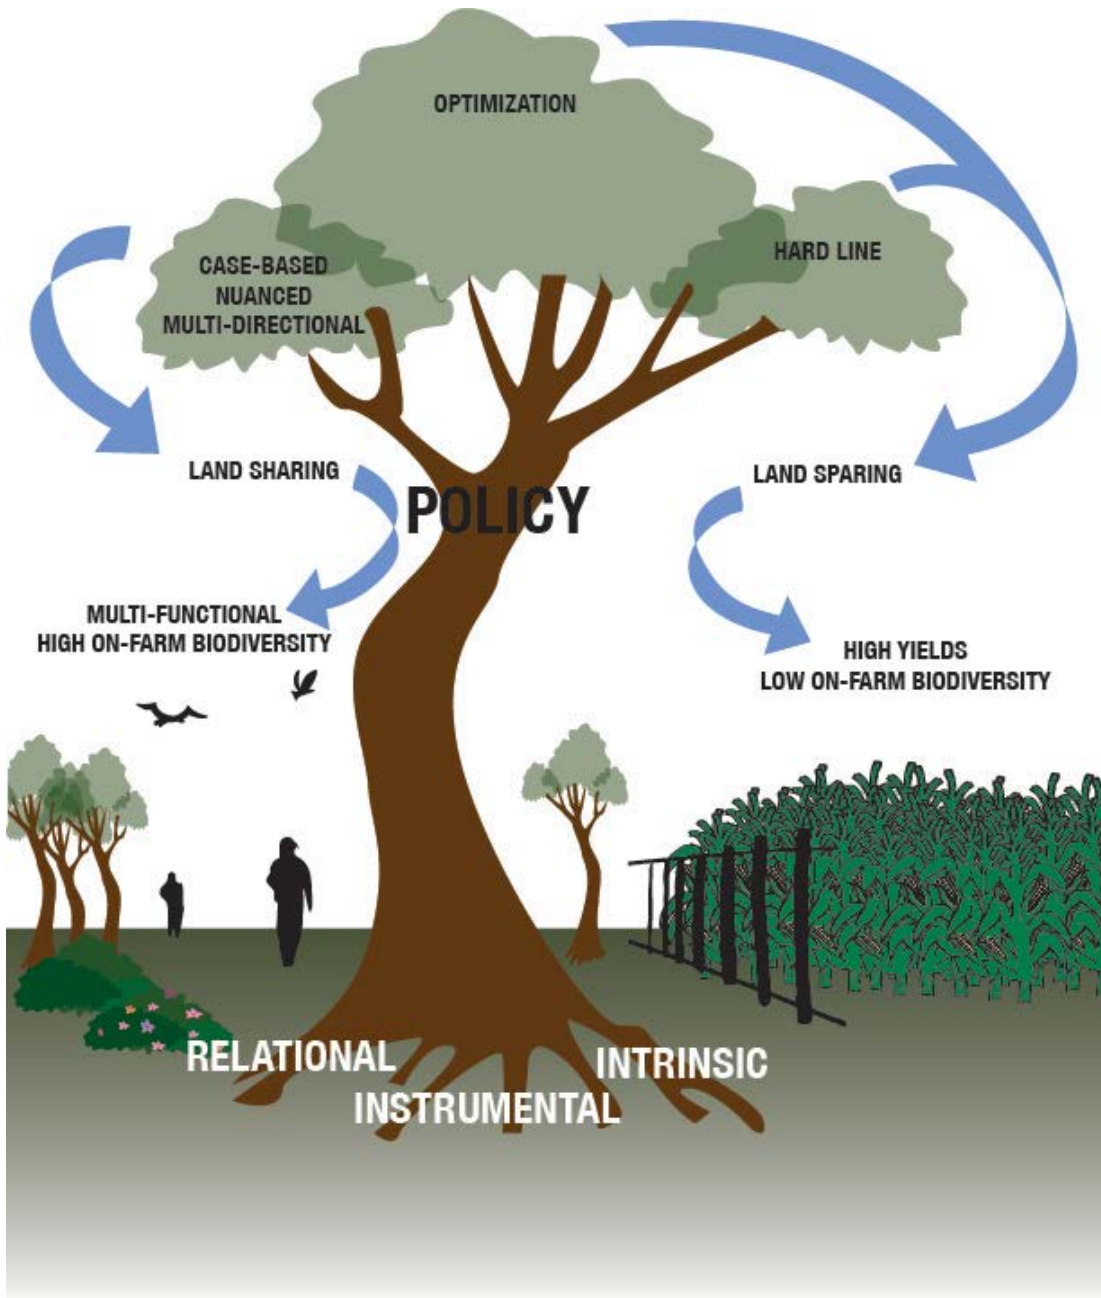 OPTIMIZATION
CASE-BASED
NUANCED
MULTI-DIRECTIONAL
HARD LINE
LAND SHARING
LAND SPARING
POLICY
MULTI-FUNCTIONAL
HIGH ON-FARM BIODIVERSITY
HIGH YIELDS
LOW ON-FARM BIODIVERSITY
RELATIONAL
INSTRUMENTAL
INTRINSIC